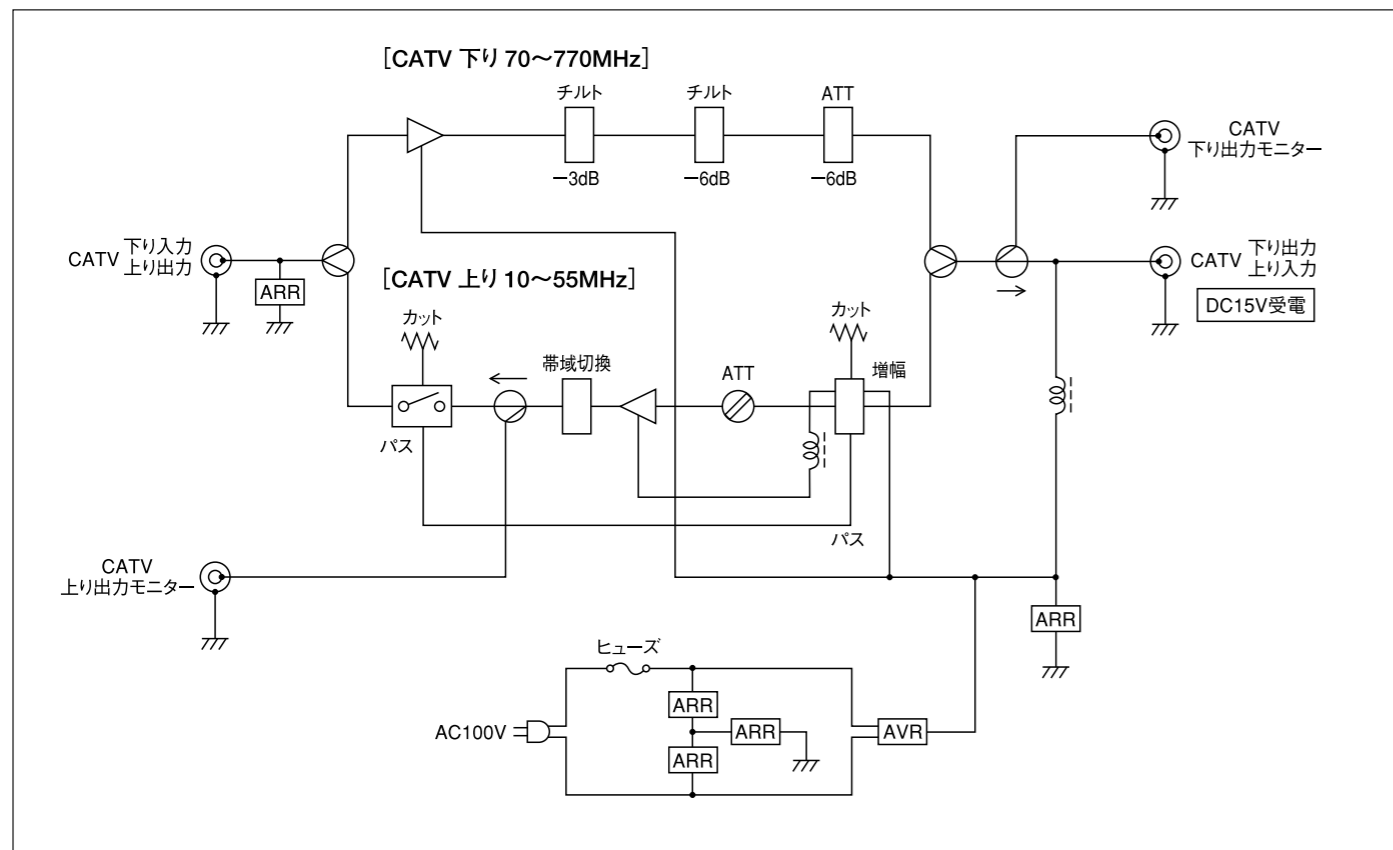 [CATV 下り 70〜770MHz]
チルト
チルト
ATT
−3dB
−6dB
−6dB
CATV
下り出力モニター
CATV 下り入力
上り出力
ARR
[CATV 上り 10〜55MHz]
CATV 下り出力
上り入力
DC15V受電
カット
カット
帯域切換
ATT
増幅
パス
パス
CATV
上り出力モニター
ARR
ヒューズ
ARR
AC100V
ARR
AVR
ARR